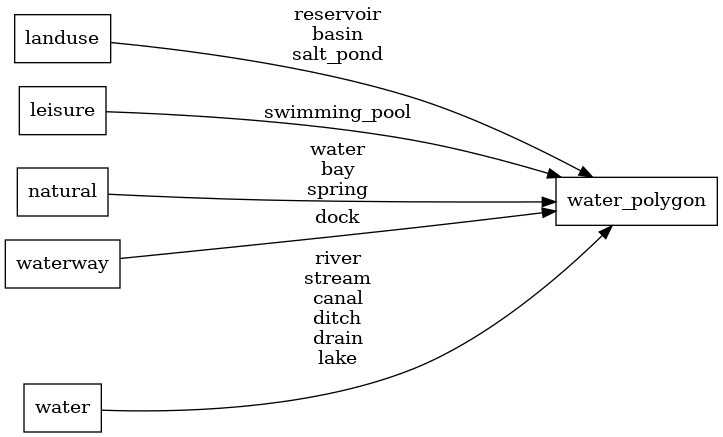 landuse
reservoir
basin
salt_pond
leisure
swimming_pool
natural
water
bay
spring
water_polygon
waterway
dock
river
stream
canal
ditch
drain
lake
water